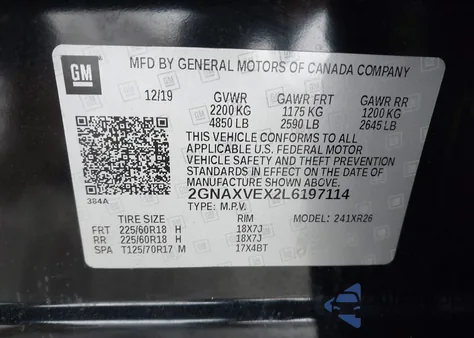 GM
MFD BY GENERAL MOTORS OF CANADA COMPANY
12/19 GVWR GAWR FRT GAWR RR
2200 KG 1175 KG 1200 KG
4850 LB 2590 LB 2645 LB
THIS VEHICLE CONFORMS TO ALL
APPLICABLE U.S. FEDERAL MOTOR
VEHICLE SAFETY AND THEFT PREVENTION
STANDARDS IN EFFECT ON THE DATE OF
MANUFACTURE SHOWN ABOVE.
384A 2GNAXVEX2L6197114
TYPE: M.P.V.
TIRE SIZE RIM MODEL: 241XR26
FRT 225/60R18 H 18X7J
RR 225/60R18 H 18X7J
SPA T125/70R17 M 17X4BT